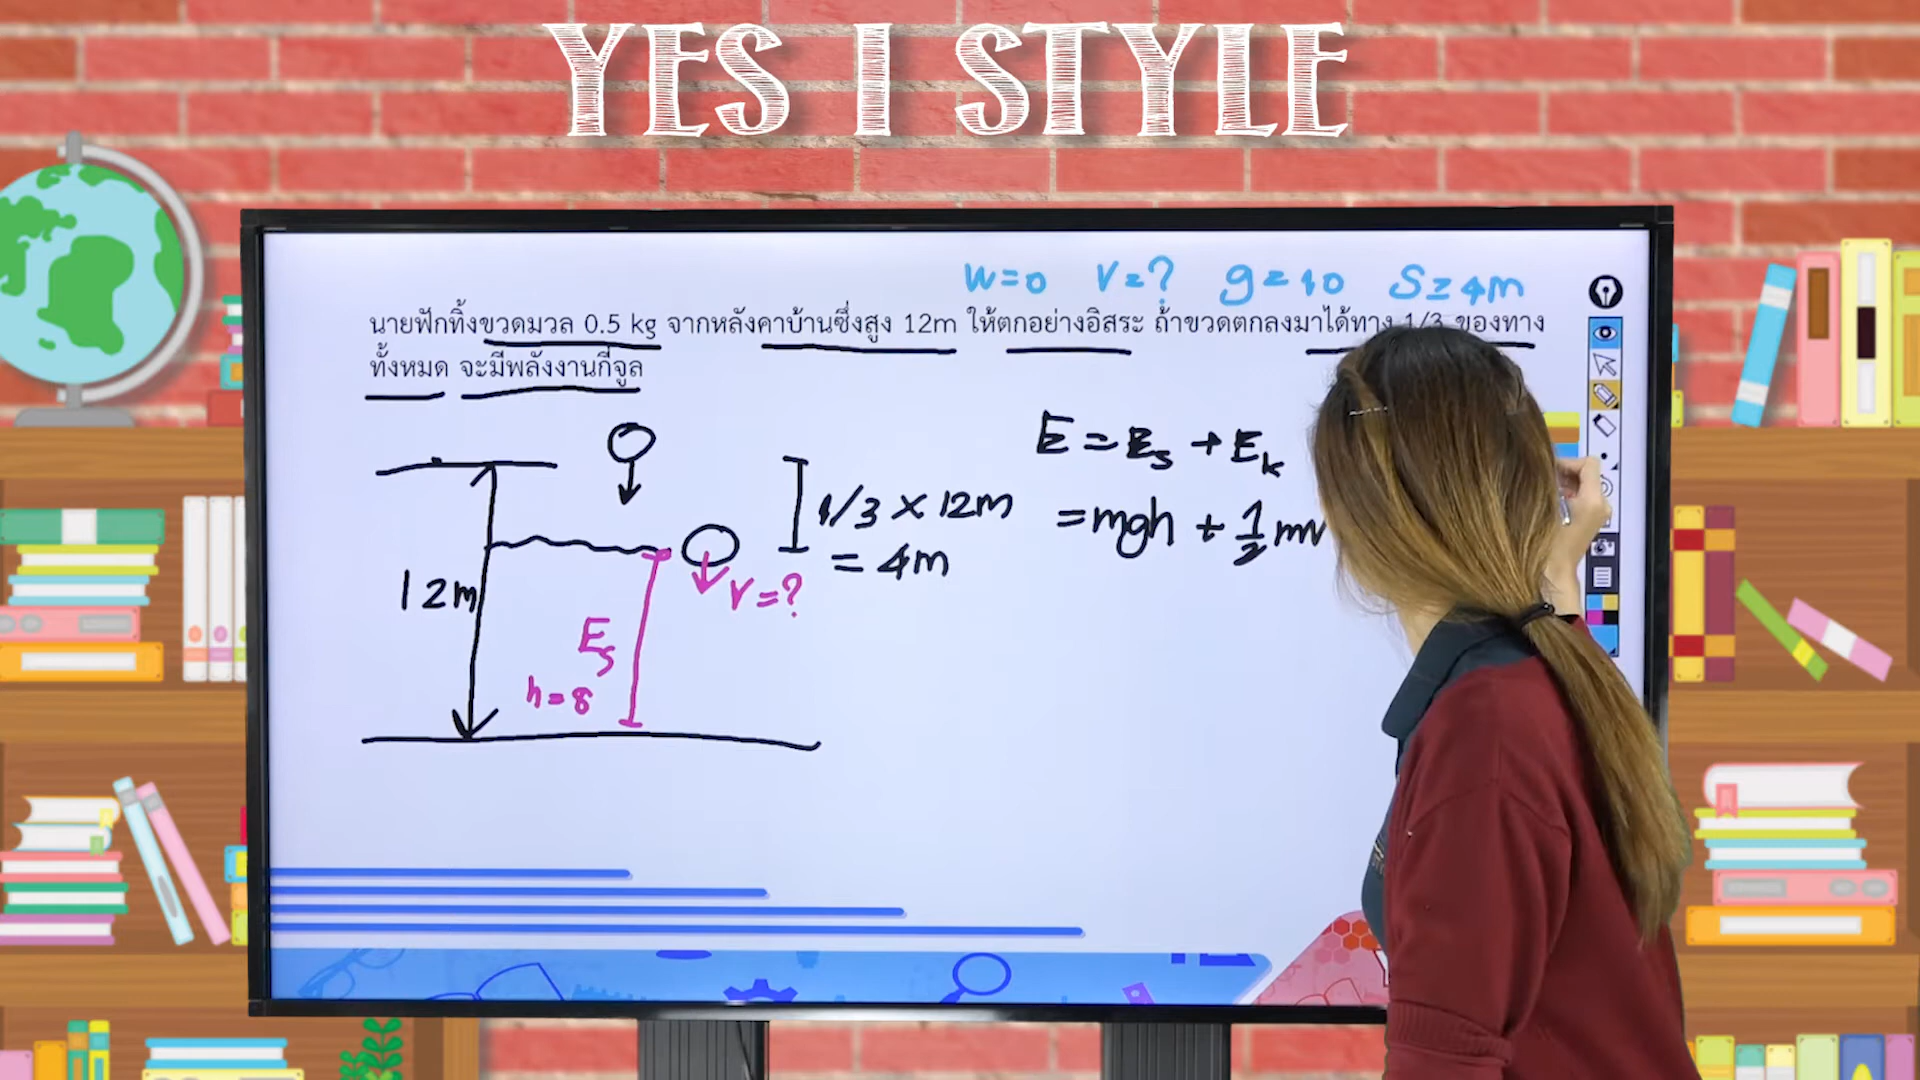 YES I STYLE
u=0 v=? g=10 S=4m
นายฟักทิ้งขวดมวล 0.5 kg จากหลังคาบ้านซึ่งสูง 12m ให้ตกอย่างอิสระ ถ้าขวดตกลงมาได้ทาง 1/3 ของทาง
ทั้งหมด จะมีพลังงานกี่จูล
E = Es + Ek
1/3 × 12m
= 4m
= mgh + 1/2 mv
12m
v=?
Es
h=8